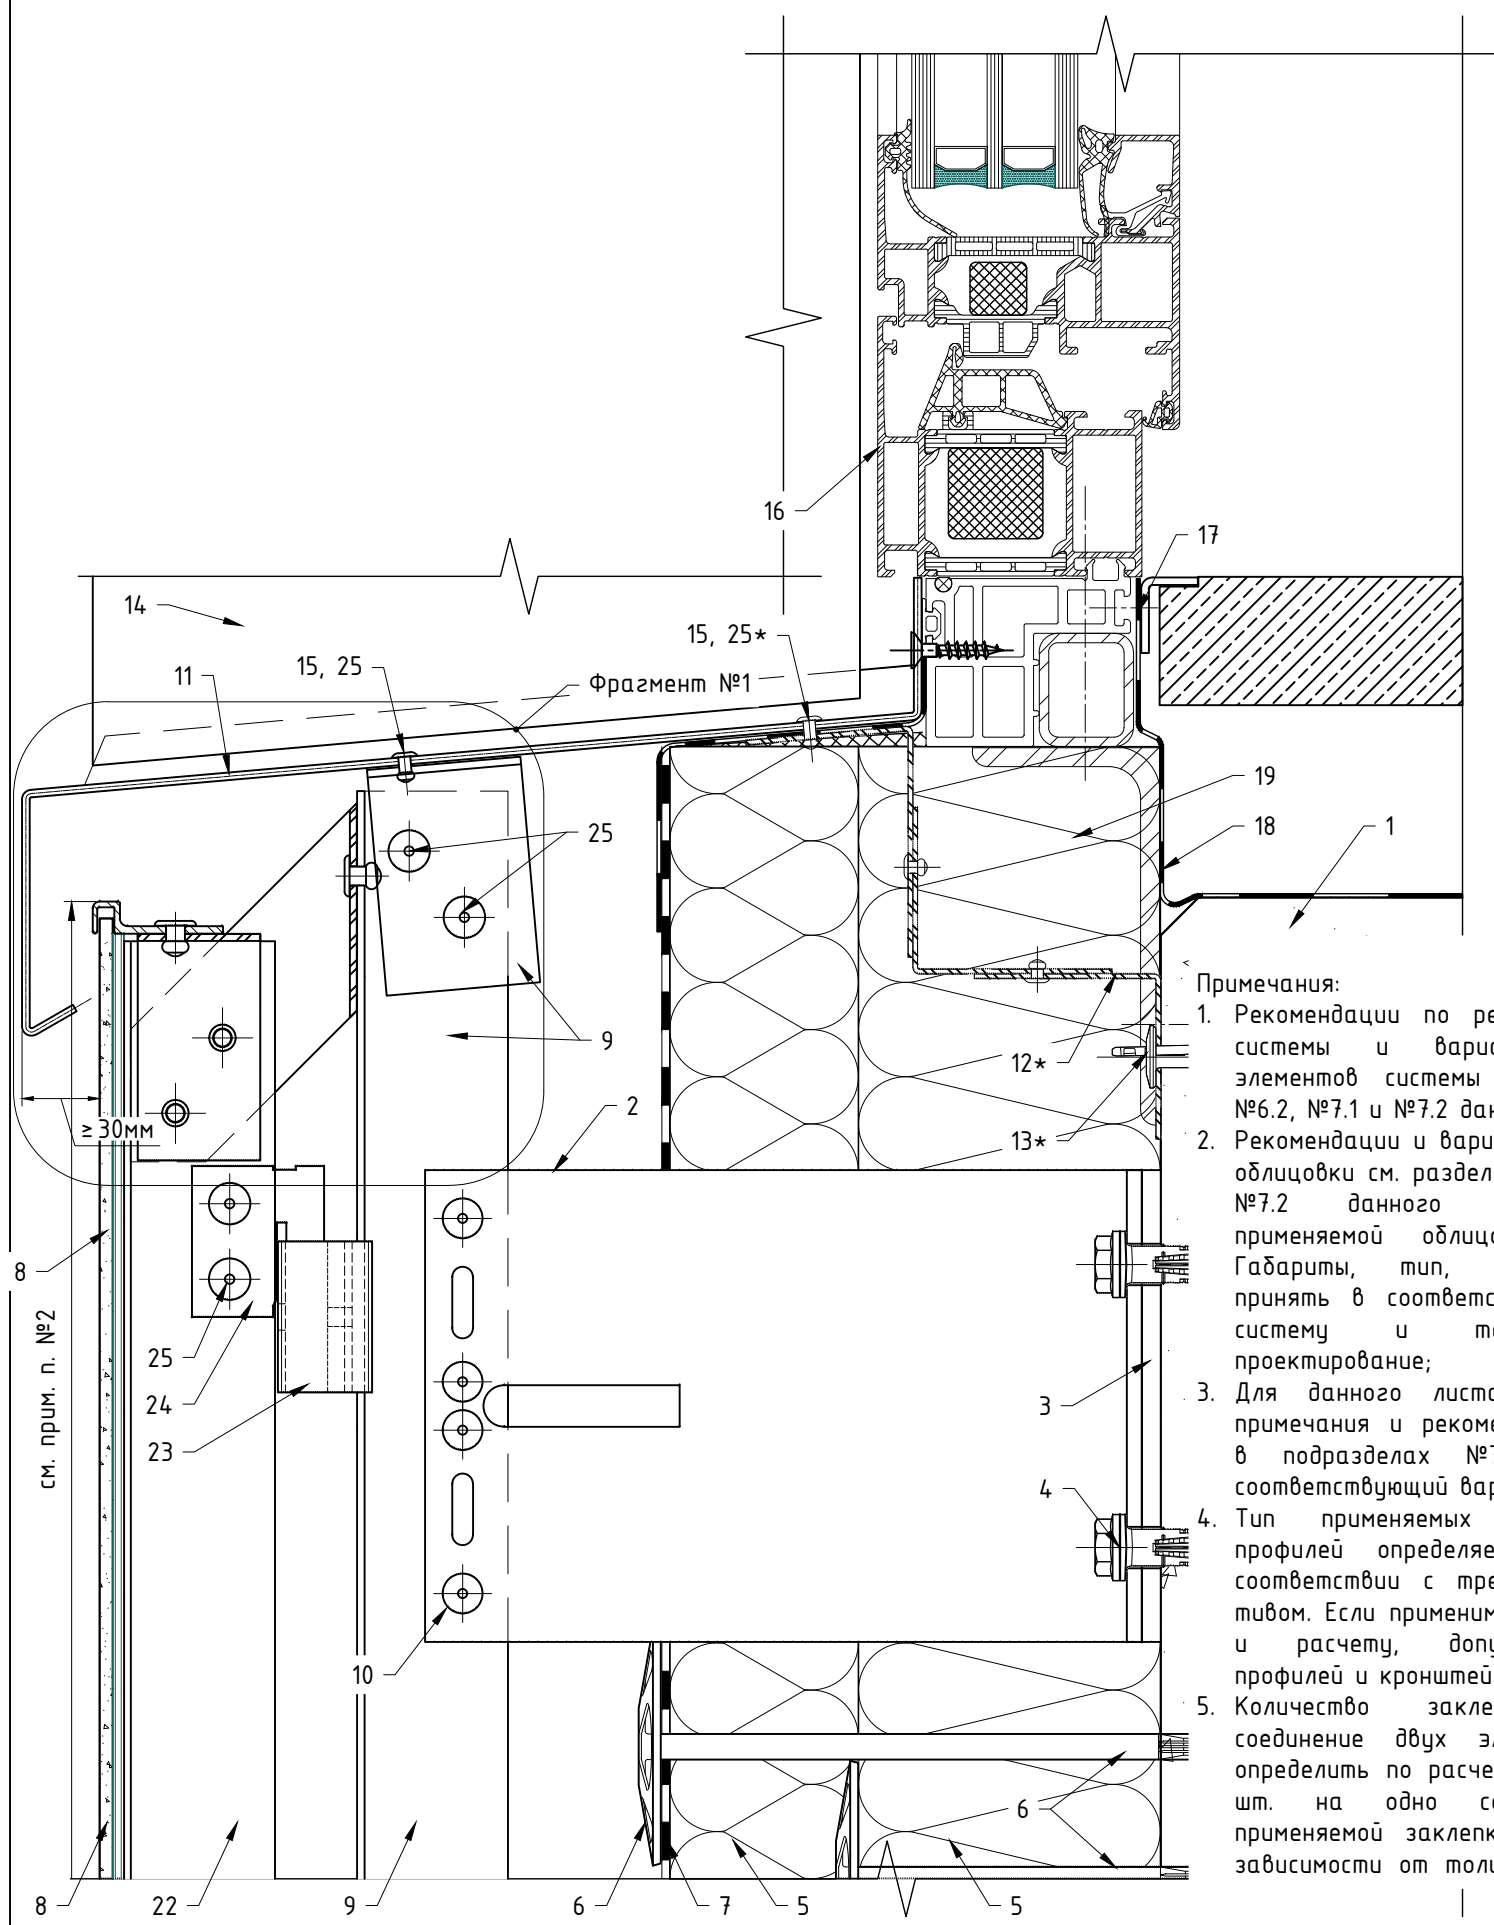 16
17
14
15, 25*
11
15, 25
Фрагмент №1
19
25
18
1
9
12*
≥30мм
2
13*
8
см. прим. п. №2
25
24
3
23
4
10
6
8
22
9
6
7
5
5
Примечания:
1. Рекомендации по ре
системы и вари
элементов системы
№6.2, №7.1 и №7.2 дан
2. Рекомендации и вари
облицовки см. раздел
№7.2 данного
применяемой облицо
Габариты, тип,
принять в соответс
систему и т
проектирование;
3. Для данного листо
примечания и рекоме
в подразделах №7
соответствующий вар
4. Тип применяемых
профилей определяе
соответствии с тре
тивом. Если применим
и расчету, допу
профилей и кронштей
5. Количество закле
соединение двух эл
определить по расче
шт. на одно со
применяемой заклепк
зависимости от толи